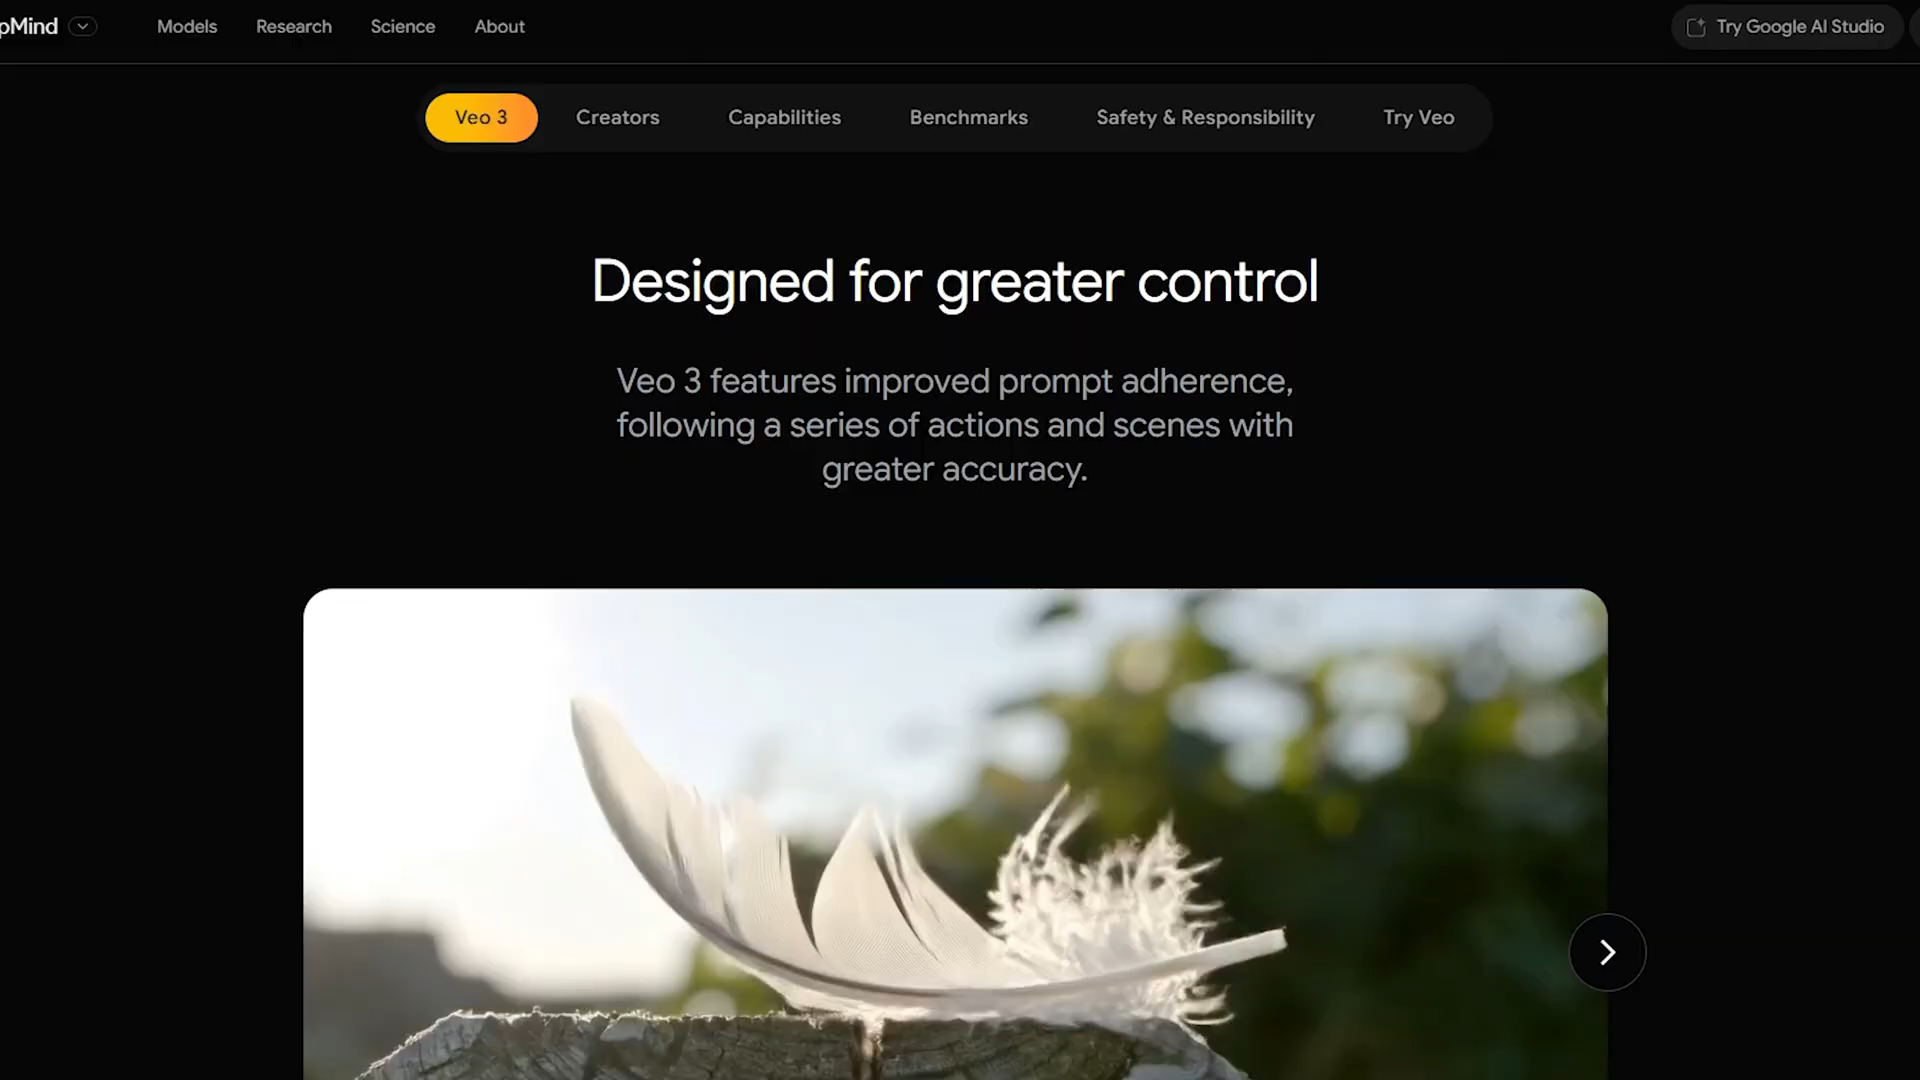 pMind
Models
Research
Science
About
Try Google AI Studio
Veo 3
Creators
Capabilities
Benchmarks
Safety & Responsibility
Try Veo
Designed for greater control
Veo 3 features improved prompt adherence,
following a series of actions and scenes with
greater accuracy.